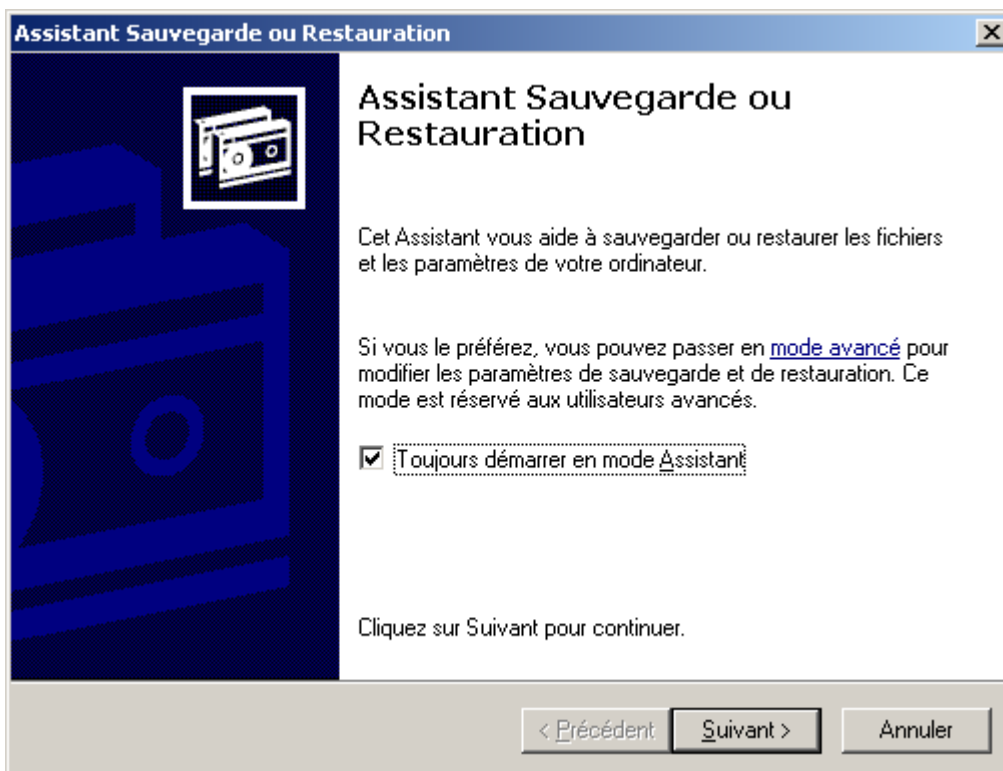 Assistant Sauvegarde ou Restauration
Assistant Sauvegarde ou
Restauration
Cet Assistant vous aide à sauvegarder ou restaurer les fichiers
et les paramètres de votre ordinateur.
Si vous le préférez, vous pouvez passer en mode avancé pour
modifier les paramètres de sauvegarde et de restauration. Ce
mode est réservé aux utilisateurs avancés.
Toujours démarrer en mode Assistant
Cliquez sur Suivant pour continuer.
< Précédent Suivant > Annuler